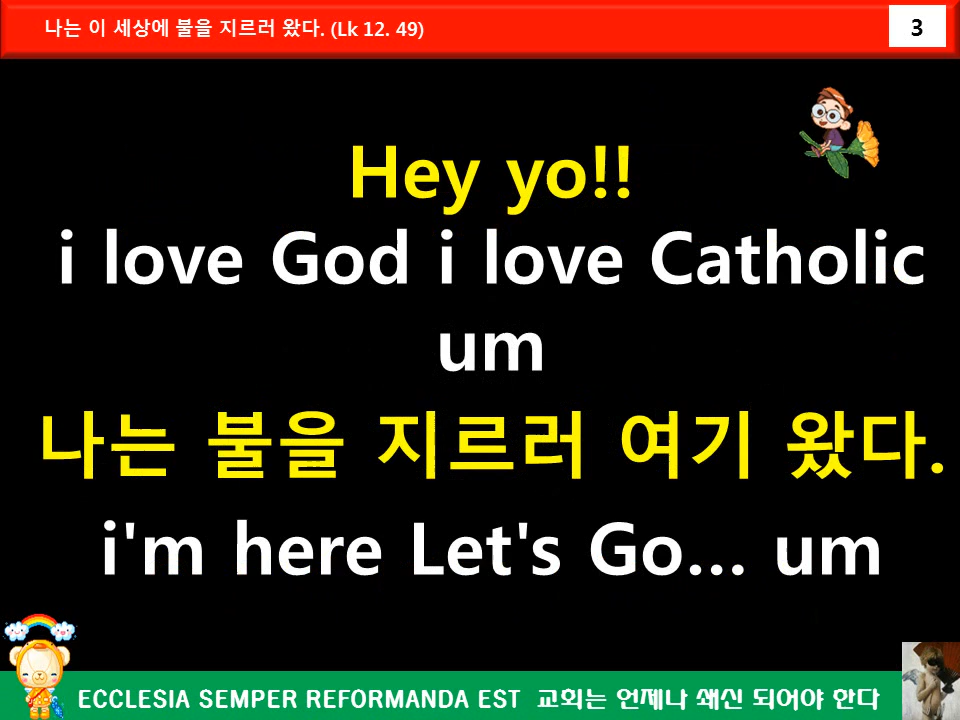 나는 이 세상에 불을 지르러 왔다. (Lk 12. 49)
3
Hey yo!!
i love God i love Catholic
um
나는 불을 지르러 여기 왔다.
i'm here Let's Go... um
ECCLESIA SEMPER REFORMANDA EST 교회는 언제나 쇄신 되어야 한다